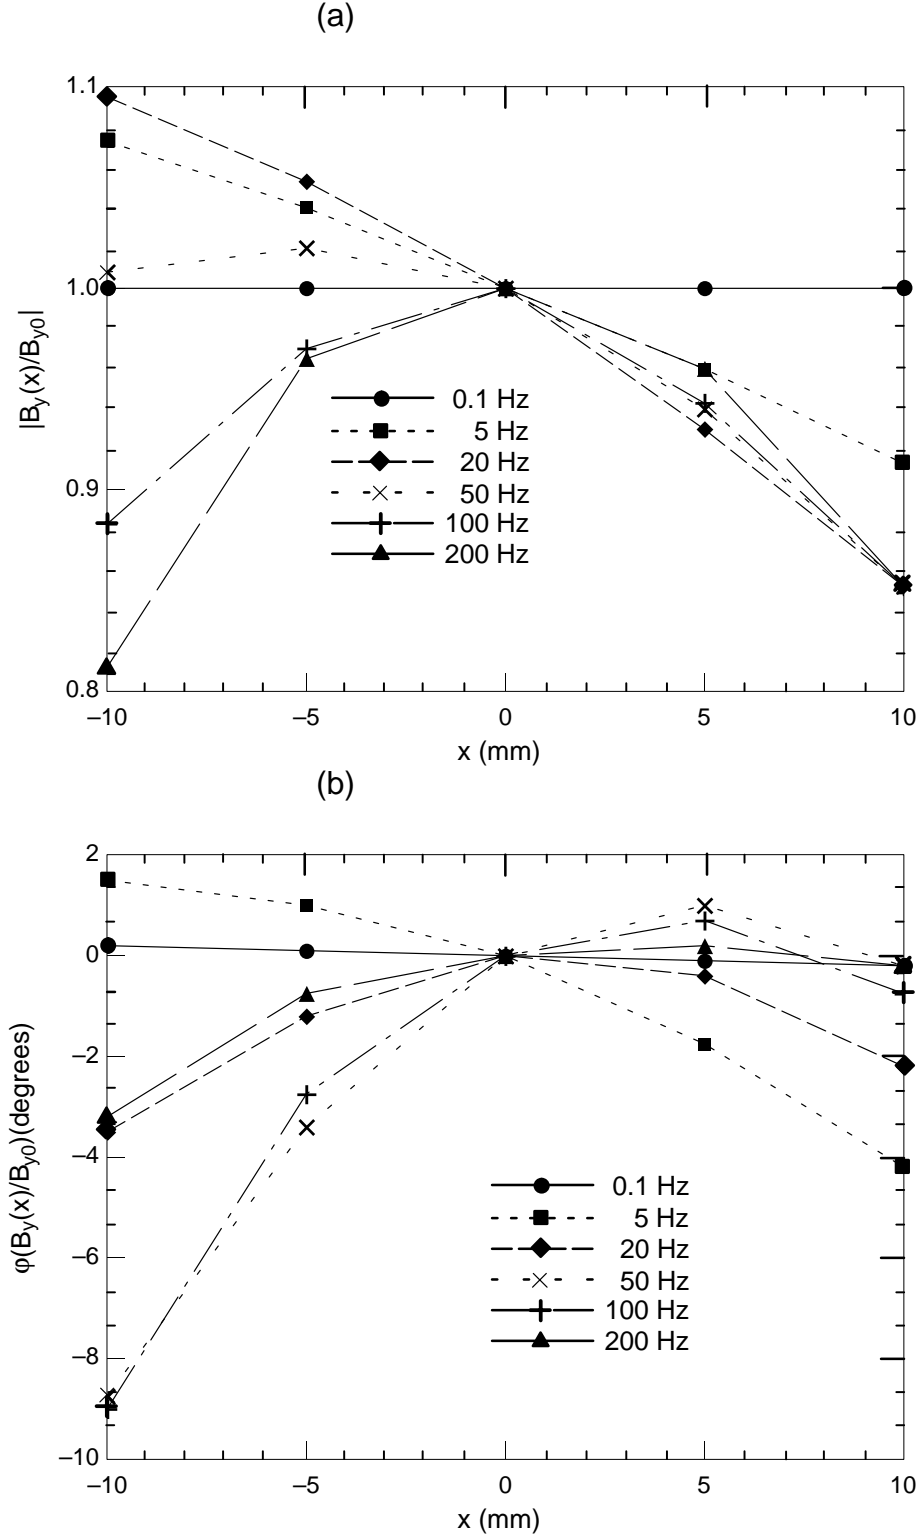 (a)
1.1
1.0
0.9
0.8
|By(x)/By0|
0.1 Hz
5 Hz
20 Hz
50 Hz
100 Hz
200 Hz
–10 –5 0 5 10
x (mm)
(b)
2
0
–2
–4
–6
–8
–10
φ(By(x)/By0)(degrees)
0.1 Hz
5 Hz
20 Hz
50 Hz
100 Hz
200 Hz
–10 –5 0 5 10
x (mm)